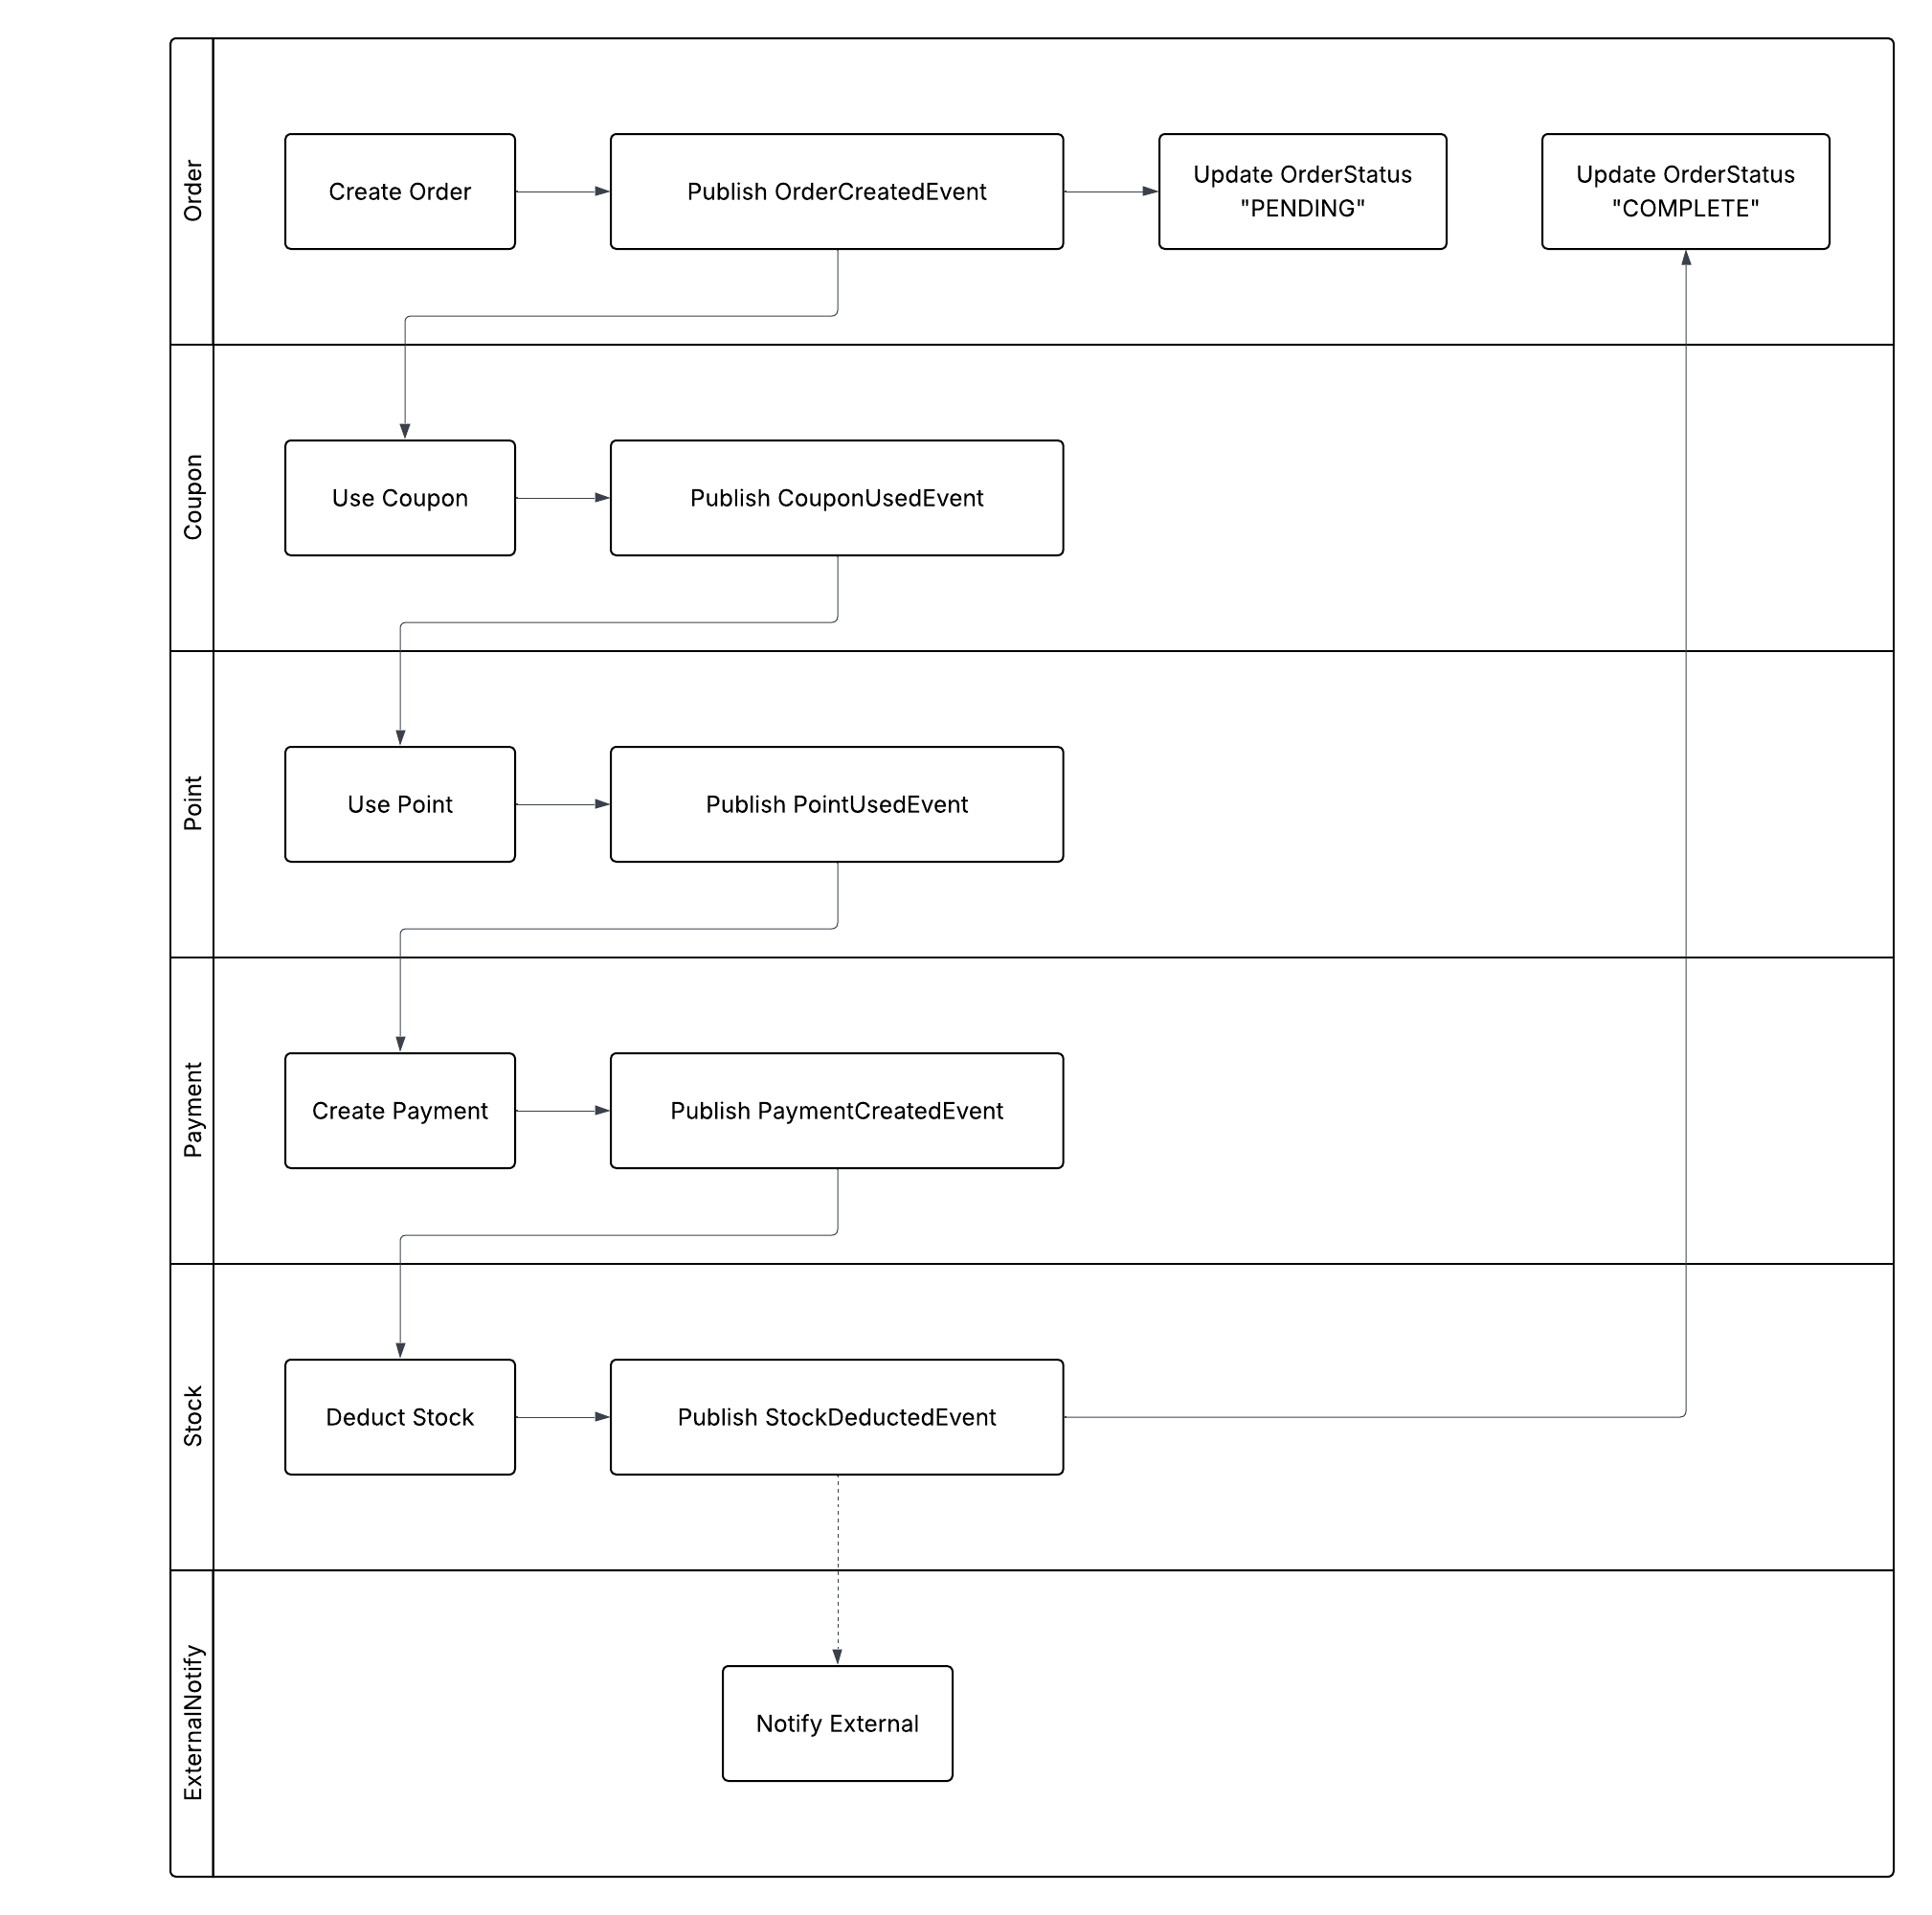 Order
Create Order
Publish OrderCreatedEvent
Update OrderStatus
"PENDING"
Update OrderStatus
"COMPLETE"
Coupon
Use Coupon
Publish CouponUsedEvent
Point
Use Point
Publish PointUsedEvent
Payment
Create Payment
Publish PaymentCreatedEvent
Stock
Deduct Stock
Publish StockDeductedEvent
ExternalNotify
Notify External